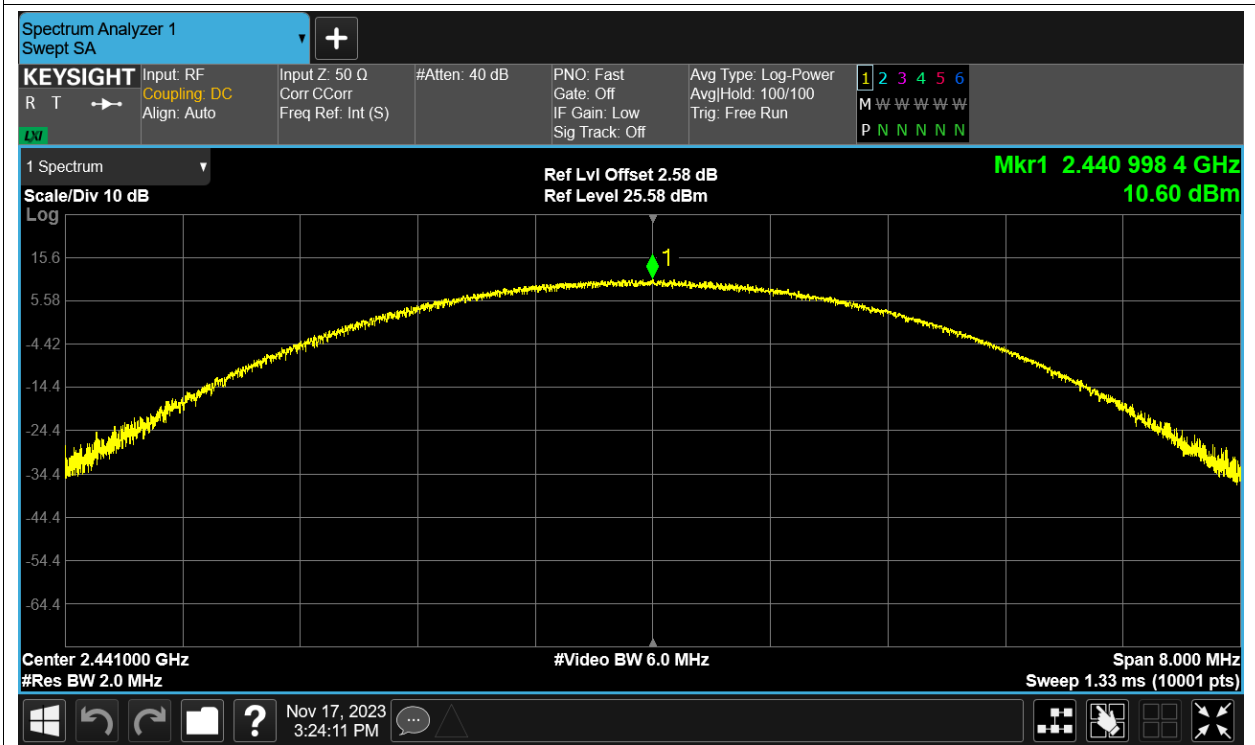 Spectrum Analyzer 1
Swept SA
KEYSIGHT
R T
LXI
Input: RF
Coupling: DC
Align: Auto
Input Z: 50 Ω
Corr CCorr
Freq Ref: Int (S)
#Atten: 40 dB
PNO: Fast
Gate: Off
IF Gain: Low
Sig Track: Off
Avg Type: Log-Power
Avg|Hold: 100/100
Trig: Free Run
1 2 3 4 5 6
M W W W W W
P N N N N N
1 Spectrum
Scale/Div 10 dB
Log
Ref Lvl Offset 2.58 dB
Ref Level 25.58 dBm
Mkr1 2.440 998 4 GHz
10.60 dBm
1
15.6
5.58
-4.42
-14.4
-24.4
-34.4
-44.4
-54.4
-64.4
Center 2.441000 GHz
#Video BW 6.0 MHz
Span 8.000 MHz
#Res BW 2.0 MHz
Sweep 1.33 ms (10001 pts)
?
Nov 17, 2023
3:24:11 PM